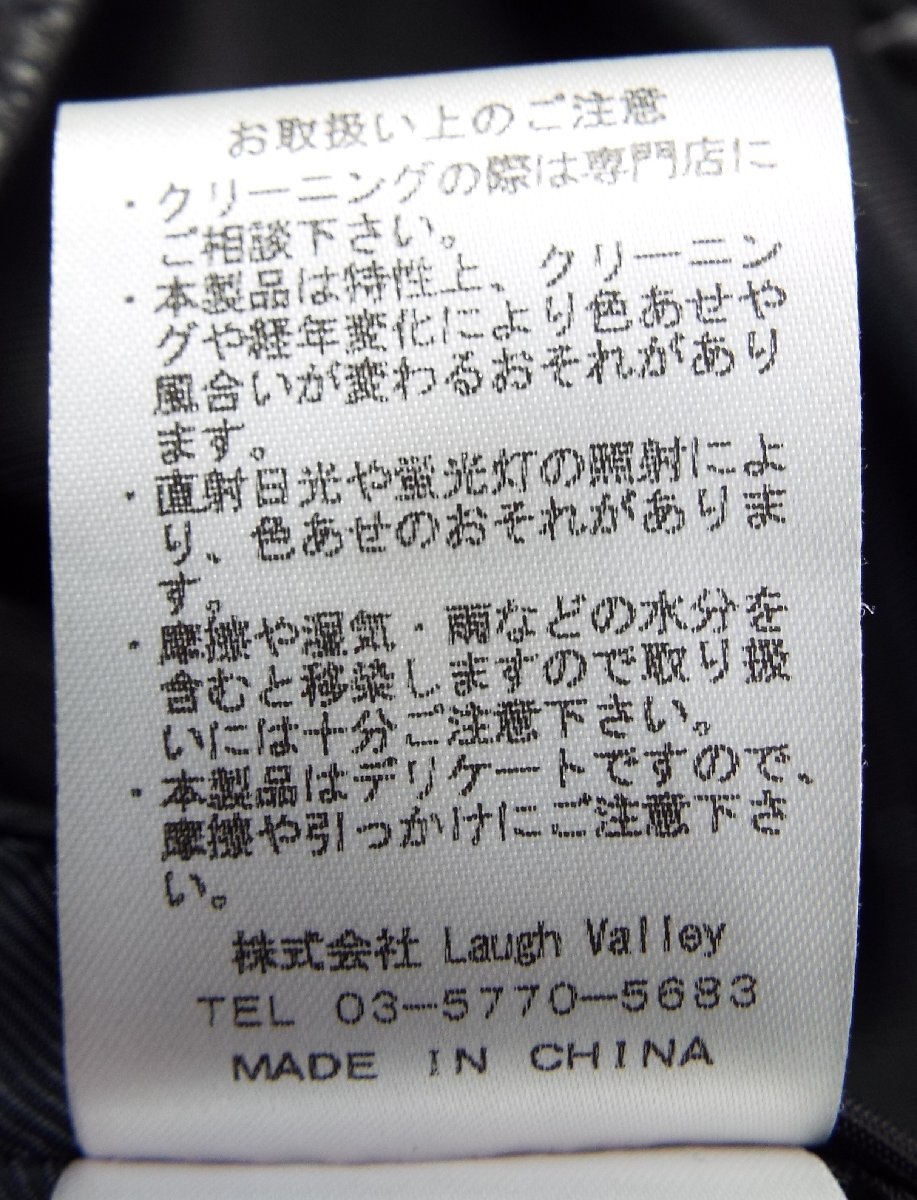 お取扱い上のご注意
・クリーニングの際は専門店に
ご相談下さい。
・本製品は特性上、クリーニン
グや経年変化により色あせや
風合いが変わるおそれがあり
ます。
・直射日光や蛍光灯の照射によ
り、色あせのおそれがありま
す。
・摩擦や湿気・雨などの水分を
含むと移染しますので取り扱
いには十分ご注意下さい。
・本製品はデリケートですので、
摩擦や引っかけにご注意下さ
い。
株式会社 Laugh Valley
TEL 03-5770-5683
MADE IN CHINA